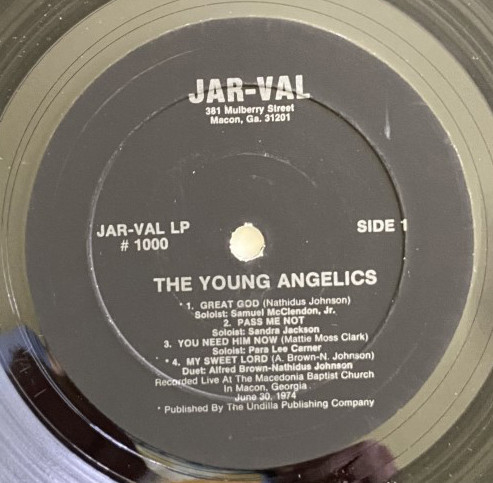 JAR-VAL
381 Mulberry Street
Macon, Ga. 31201
JAR-VAL LP
# 1000
SIDE 1
THE YOUNG ANGELICS
* 1. GREAT GOD (Nathidus Johnson)
Soloist: Samuel McClendon, Jr.
2. PASS ME NOT
Soloist: Sandra Jackson
3. YOU NEED HIM NOW (Mattie Moss Clark)
Soloist: Para Lee Carner
* 4. MY SWEET LORD (A. Brown-N. Johnson)
Duet: Alfred Brown-Nathidus Johnson
Recorded Live At The Macedonia Baptist Church
In Macon, Georgia
June 30, 1974
* Published By The Undilla Publishing Company